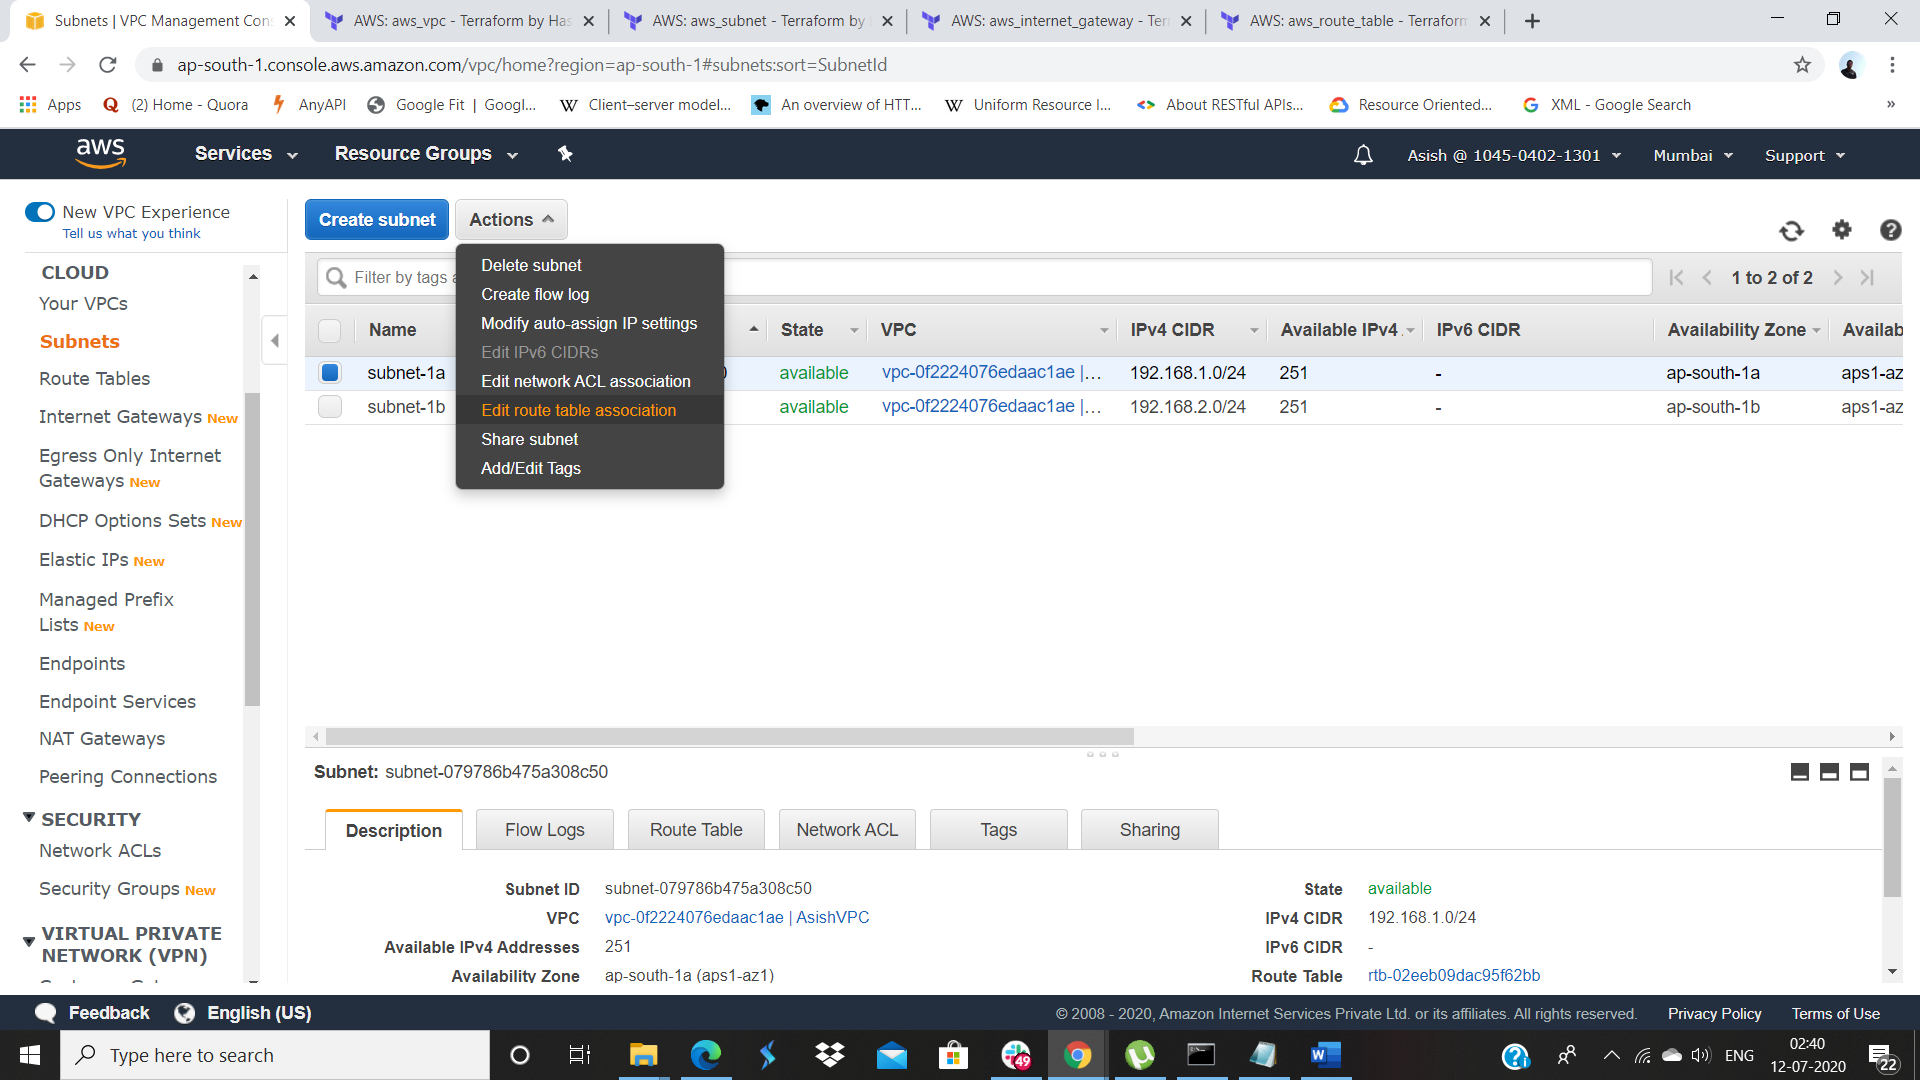 Subnets | VPC Management Con
AWS: aws_vpc - Terraform by Has
AWS: aws_subnet - Terraform by
AWS: aws_internet_gateway - Ter
AWS: aws_route_table - Terraform
ap-south-1.console.aws.amazon.com/vpc/home?region=ap-south-1#subnets:sort=SubnetId
Apps
(2) Home - Quora
AnyAPI
Google Fit | Googl...
Client–server model...
An overview of HTT...
Uniform Resource I...
About RESTful APIs...
Resource Oriented...
XML - Google Search
»
aws
Services
Resource Groups
Asish @ 1045-0402-1301
Mumbai
Support
New VPC Experience
Tell us what you think
CLOUD
Your VPCs
Subnets
Route Tables
Internet Gateways New
Egress Only Internet
Gateways New
DHCP Options Sets New
Elastic IPs New
Managed Prefix
Lists New
Endpoints
Endpoint Services
NAT Gateways
Peering Connections
SECURITY
Network ACLs
Security Groups New
VIRTUAL PRIVATE
NETWORK (VPN)
Create subnet
Actions
Delete subnet
Create flow log
Modify auto-assign IP settings
Edit IPv6 CIDRs
Edit network ACL association
Edit route table association
Share subnet
Add/Edit Tags
Filter by tags a
1 to 2 of 2
Name State VPC IPv4 CIDR Available IPv4 IPv6 CIDR Availability Zone Availab
subnet-1a available vpc-0f2224076edaac1ae |... 192.168.1.0/24 251 - ap-south-1a aps1-az
subnet-1b available vpc-0f2224076edaac1ae |... 192.168.2.0/24 251 - ap-south-1b aps1-az
Subnet: subnet-079786b475a308c50
Description
Flow Logs
Route Table
Network ACL
Tags
Sharing
Subnet ID subnet-079786b475a308c50
State available
VPC vpc-0f2224076edaac1ae | AsishVPC
IPv4 CIDR 192.168.1.0/24
Available IPv4 Addresses 251
IPv6 CIDR -
Availability Zone ap-south-1a (aps1-az1)
Route Table rtb-02eeb09dac95f62bb
Feedback
English (US)
© 2008 - 2020, Amazon Internet Services Private Ltd. or its affiliates. All rights reserved.
Privacy Policy
Terms of Use
Type here to search
49
ENG
02:40
12-07-2020
22